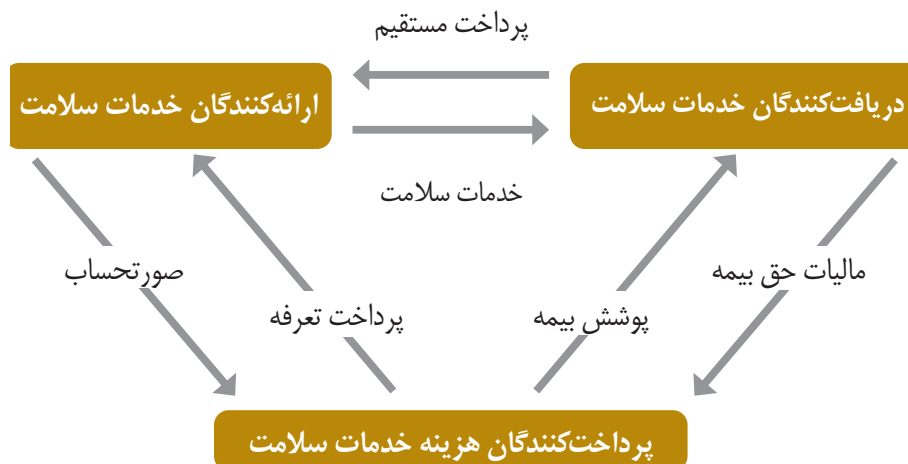 پرداخت مستقیم
دریافت‌کنندگان خدمات سلامت
ارائه‌کنندگان خدمات سلامت
خدمات سلامت
مالیات حق بیمه
پوشش بیمه
پرداخت تعرفه
صورتحساب
پرداخت‌کنندگان هزینه خدمات سلامت